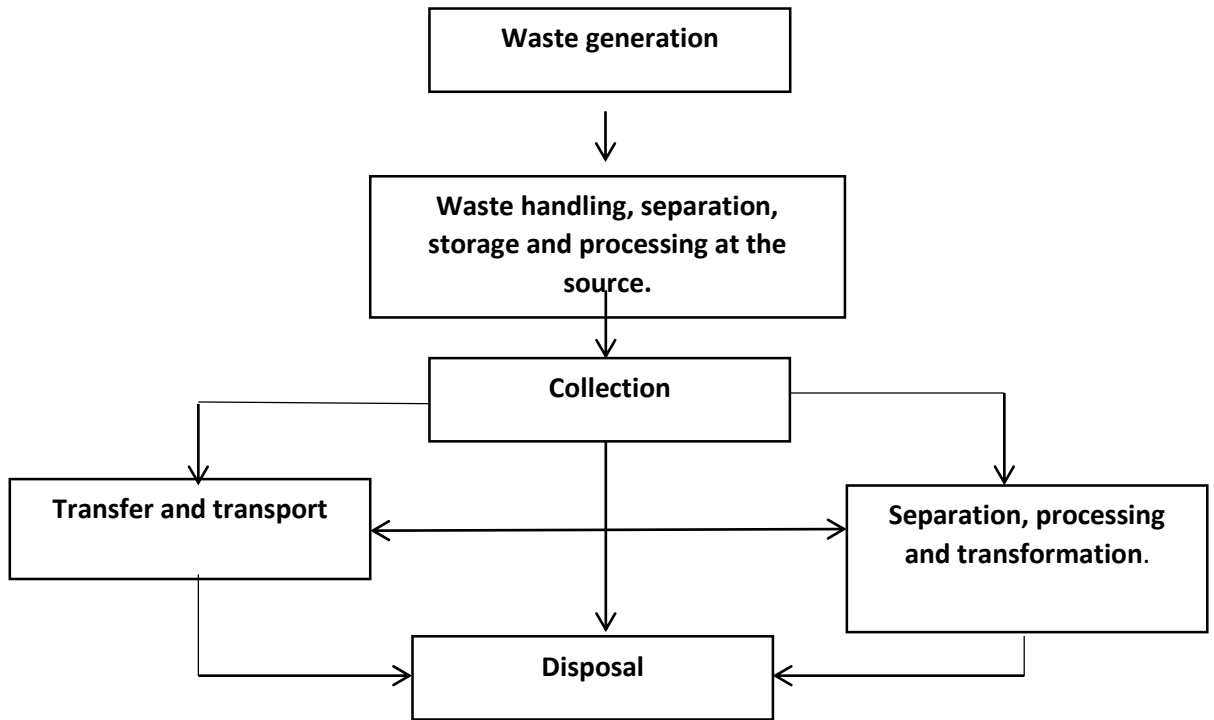 Waste generation
Waste handling, separation,
storage and processing at the
source.
Collection
Transfer and transport
Separation, processing
and transformation.
Disposal